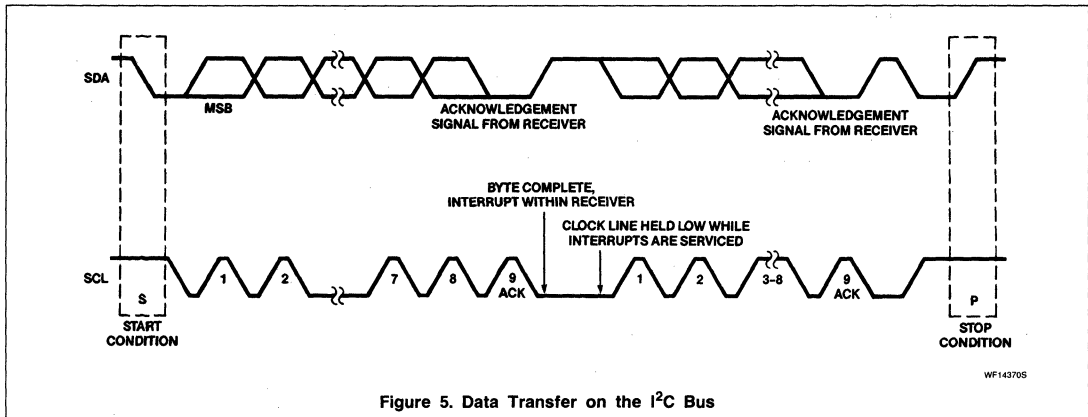 SDA
MSB
ACKNOWLEDGEMENT
SIGNAL FROM RECEIVER
ACKNOWLEDGEMENT
SIGNAL FROM RECEIVER
BYTE COMPLETE,
INTERRUPT WITHIN RECEIVER
CLOCK LINE HELD LOW WHILE
INTERRUPTS ARE SERVICED
SCL
S
1
2
7
8
9
ACK
1
2
3-8
9
ACK
P
START
CONDITION
STOP
CONDITION
WF14370S
Figure 5. Data Transfer on the I²C Bus